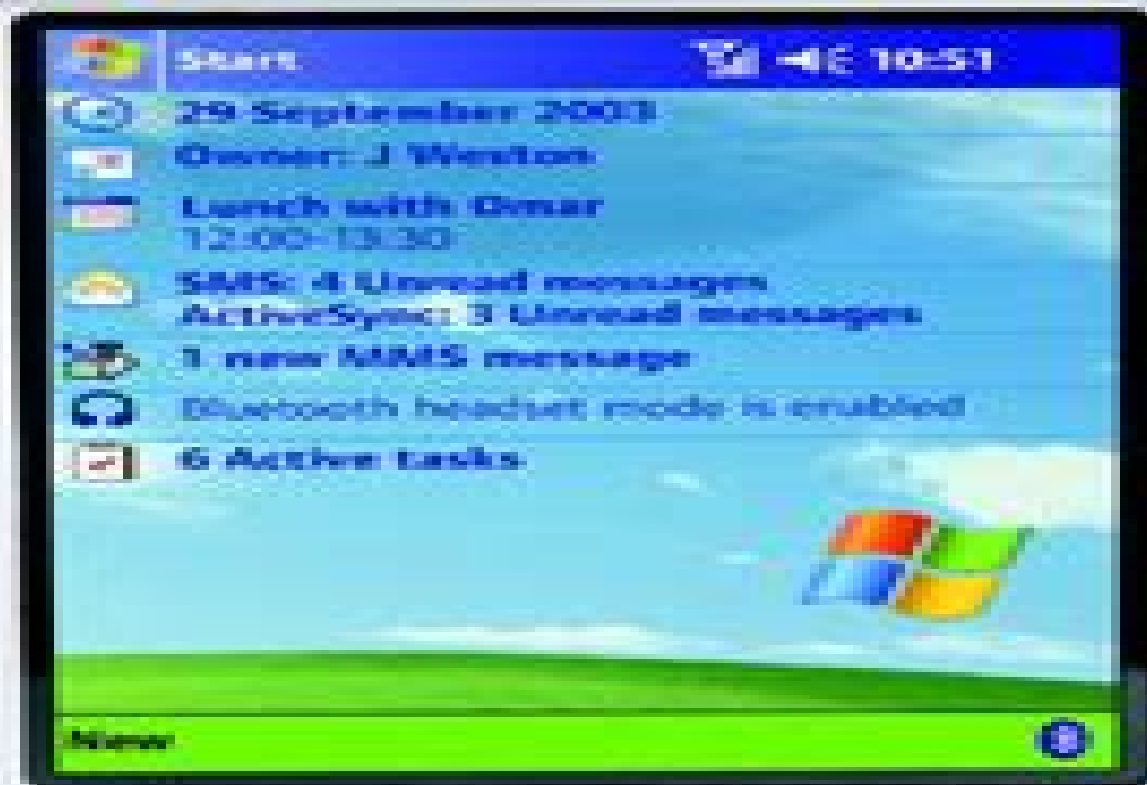 Start 10:51
29 September 2003
Owner: J Weston
Lunch with Omar
12:00-13:30
SMS: 4 Unread messages
ActiveSync: 3 Unread messages
1 new MMS message
Bluetooth headset mode is enabled
6 Active tasks
New